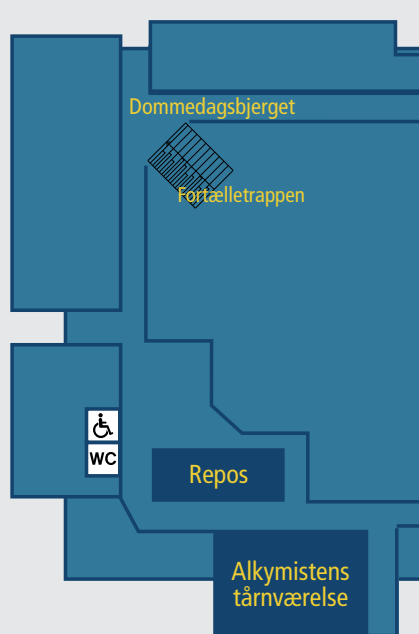 Dommedagsbjerget
Fortælletrappen
WC
Repos
Alkymistens
tårnværelse